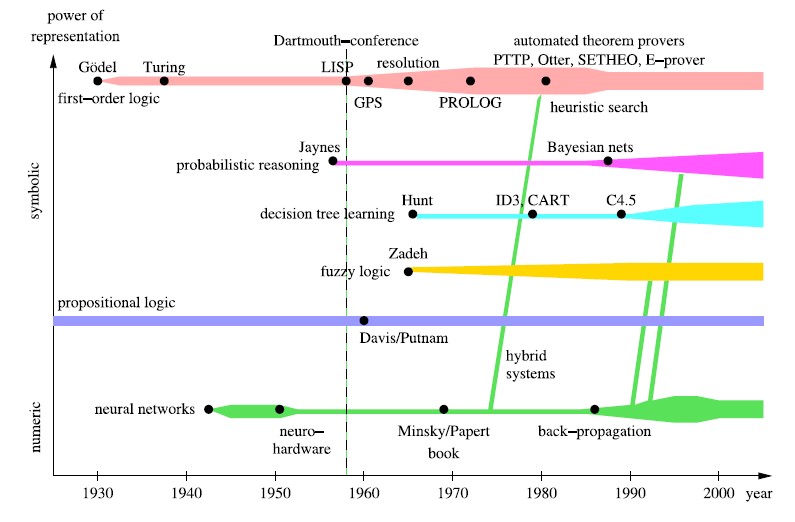 power of
representation
Dartmouth–conference
automated theorem provers
Gödel
Turing
LISP
resolution
PTTP, Otter, SETHEO, E–prover
first–order logic
GPS
PROLOG
heuristic search
Jaynes
Bayesian nets
probabilistic reasoning
symbolic
Hunt
ID3, CART
C4.5
decision tree learning
Zadeh
fuzzy logic
propositional logic
Davis/Putnam
hybrid
systems
numeric
neural networks
neuro–
hardware
Minsky/Papert
book
back–propagation
1930
1940
1950
1960
1970
1980
1990
2000
year